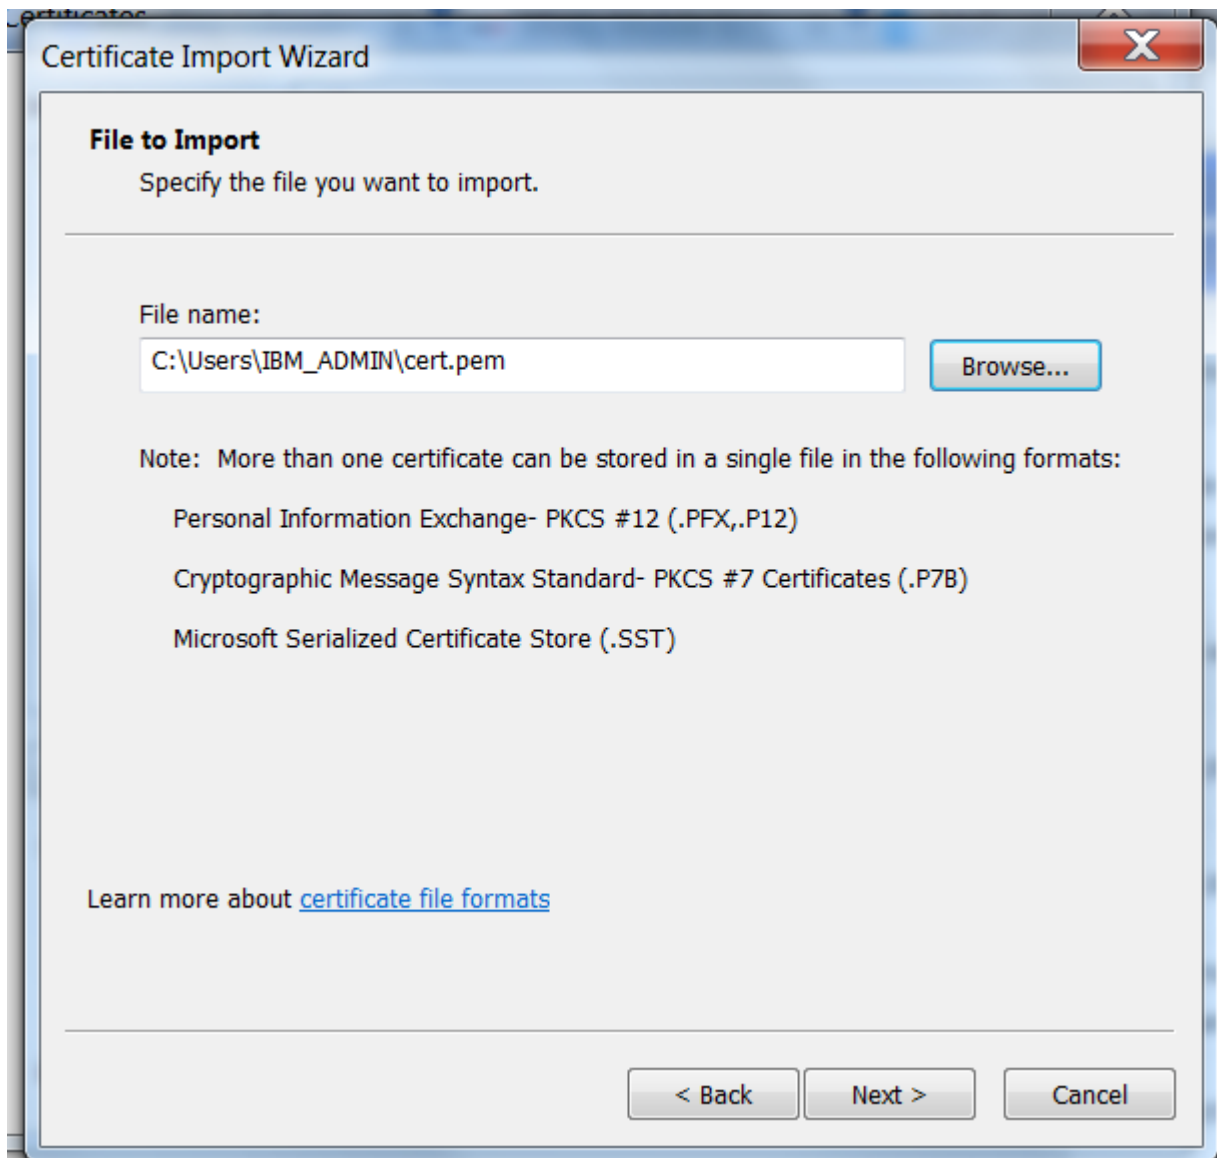 Certificates
Certificate Import Wizard
File to Import
Specify the file you want to import.
File name:
C:\Users\IBM_ADMIN\cert.pem
Browse...
Note:  More than one certificate can be stored in a single file in the following formats:
Personal Information Exchange- PKCS #12 (.PFX,.P12)
Cryptographic Message Syntax Standard- PKCS #7 Certificates (.P7B)
Microsoft Serialized Certificate Store (.SST)
Learn more about certificate file formats
< Back
Next >
Cancel